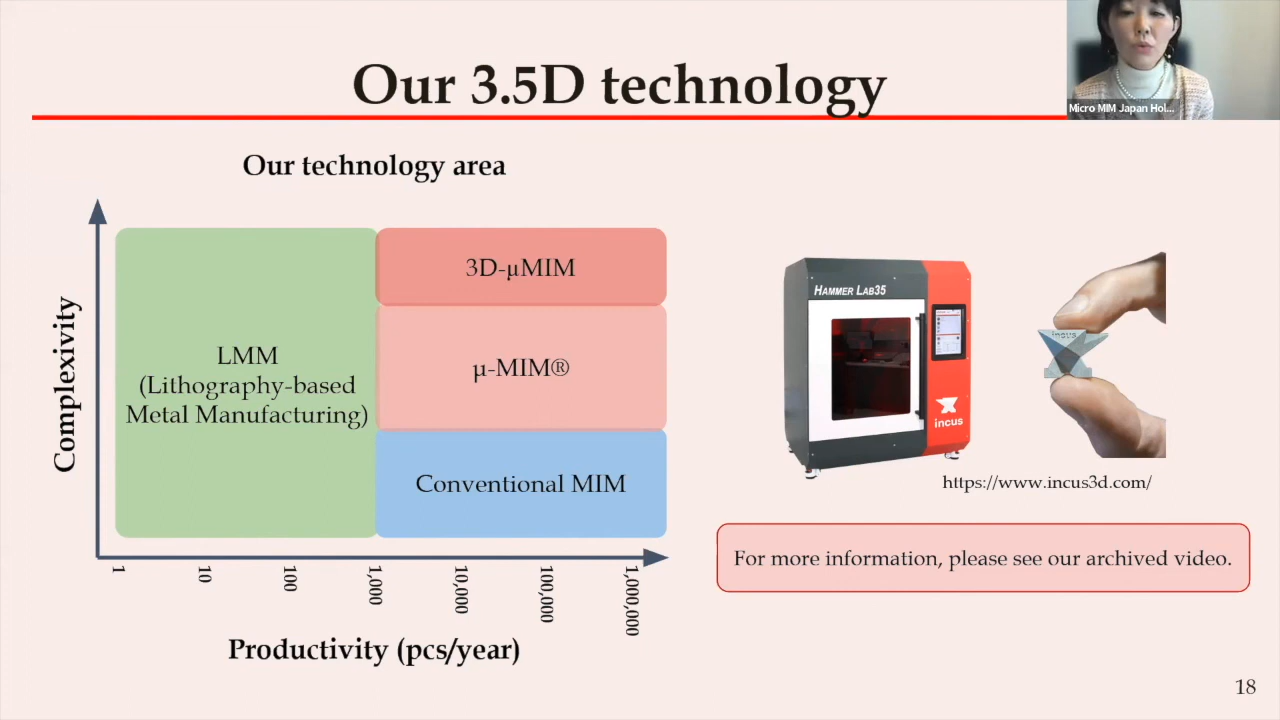 Our 3.5D technology
Micro MIM Japan Hol...
Our technology area
Complexivity
3D-µMIM
LMM
(Lithography-based
Metal Manufacturing)
µ-MIM®
Conventional MIM
1
10
100
1,000
10,000
100,000
1,000,000
Productivity (pcs/year)
HAMMER LAB35
incus
incus
https://www.incus3d.com/
For more information, please see our archived video.
18